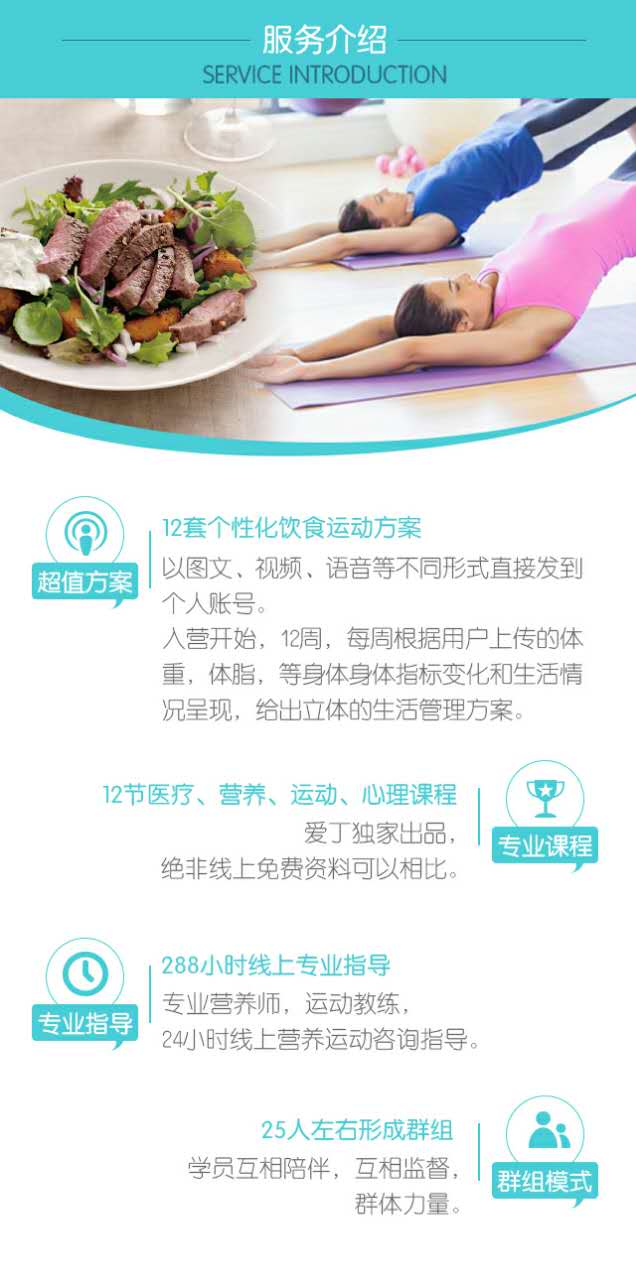 服务介绍
SERVICE INTRODUCTION
超值方案
12套个性化饮食运动方案
以图文、视频、语音等不同形式直接发到
个人账号。
入营开始，12周，每周根据用户上传的体
重，体脂，等身体身体指标变化和生活情
况呈现，给出立体的生活管理方案。
12节医疗、营养、运动、心理课程
爱丁独家出品，
绝非线上免费资料可以相比。
专业课程
专业指导
288小时线上专业指导
专业营养师，运动教练，
24小时线上营养运动咨询指导。
25人左右形成群组
学员互相陪伴，互相监督，
群体力量。
群组模式